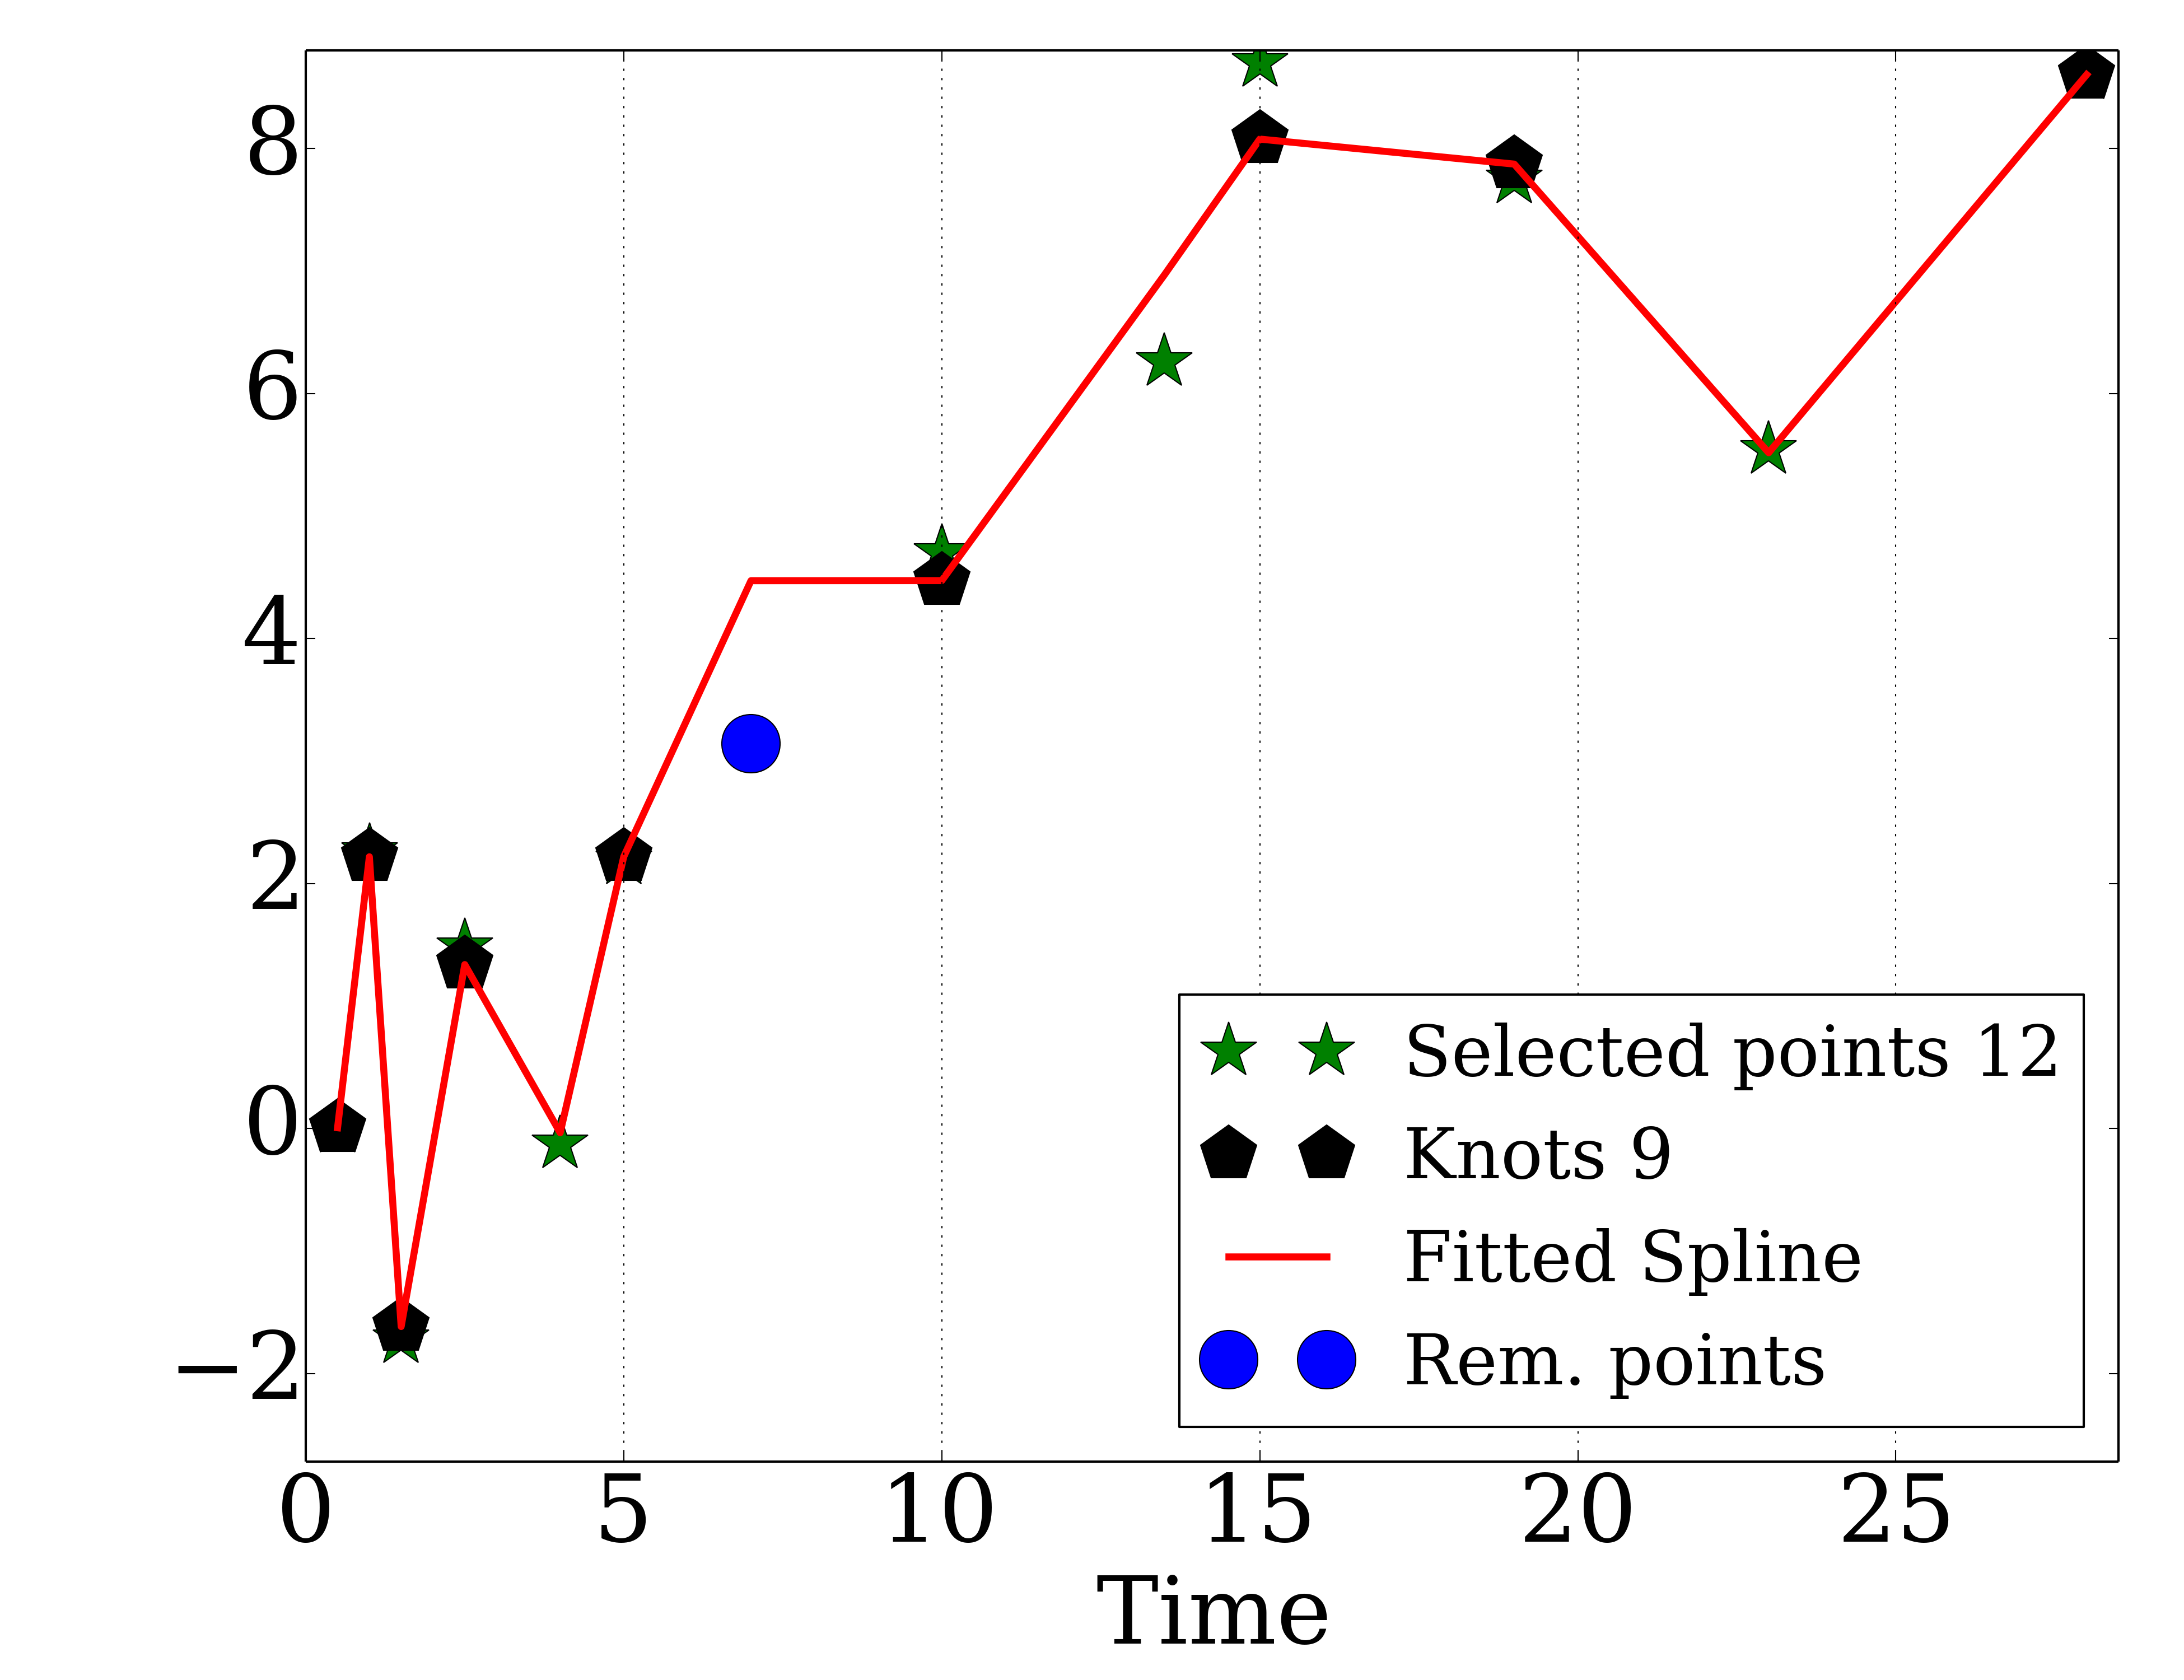 8
6
4
2
0
−2
0 5 10 15 20 25
Time
Selected points 12
Knots 9
Fitted Spline
Rem. points